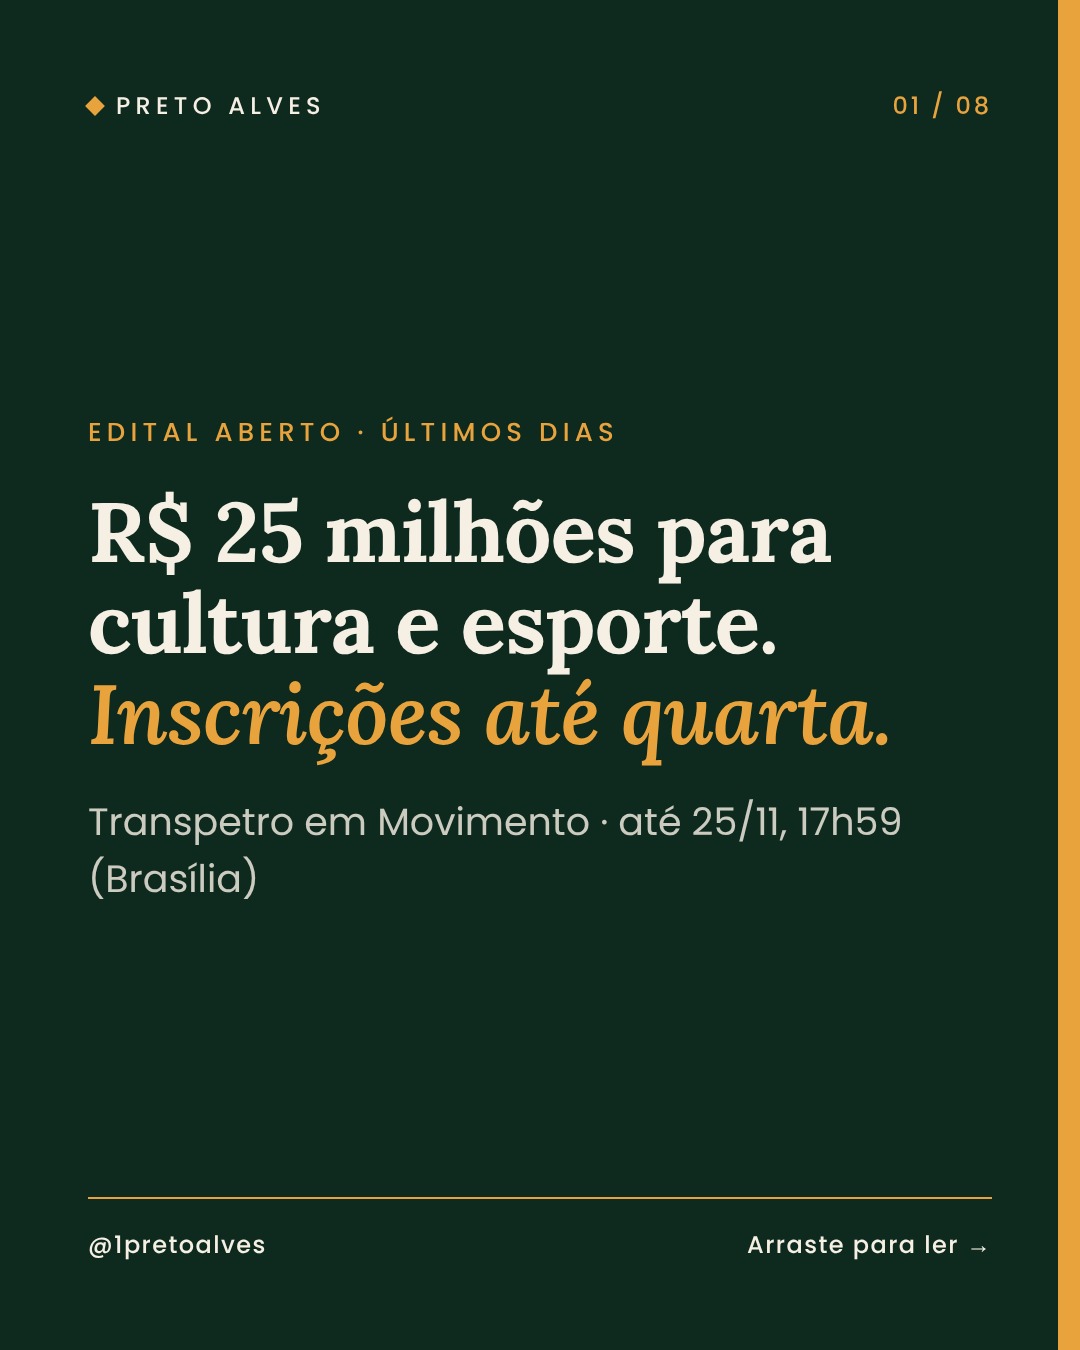 PRETO ALVES
01 / 08
EDITAL ABERTO · ÚLTIMOS DIAS
R$ 25 milhões para
cultura e esporte.
Inscrições até quarta.
Transpetro em Movimento · até 25/11, 17h59
(Brasília)
@1pretoalves
Arraste para ler →